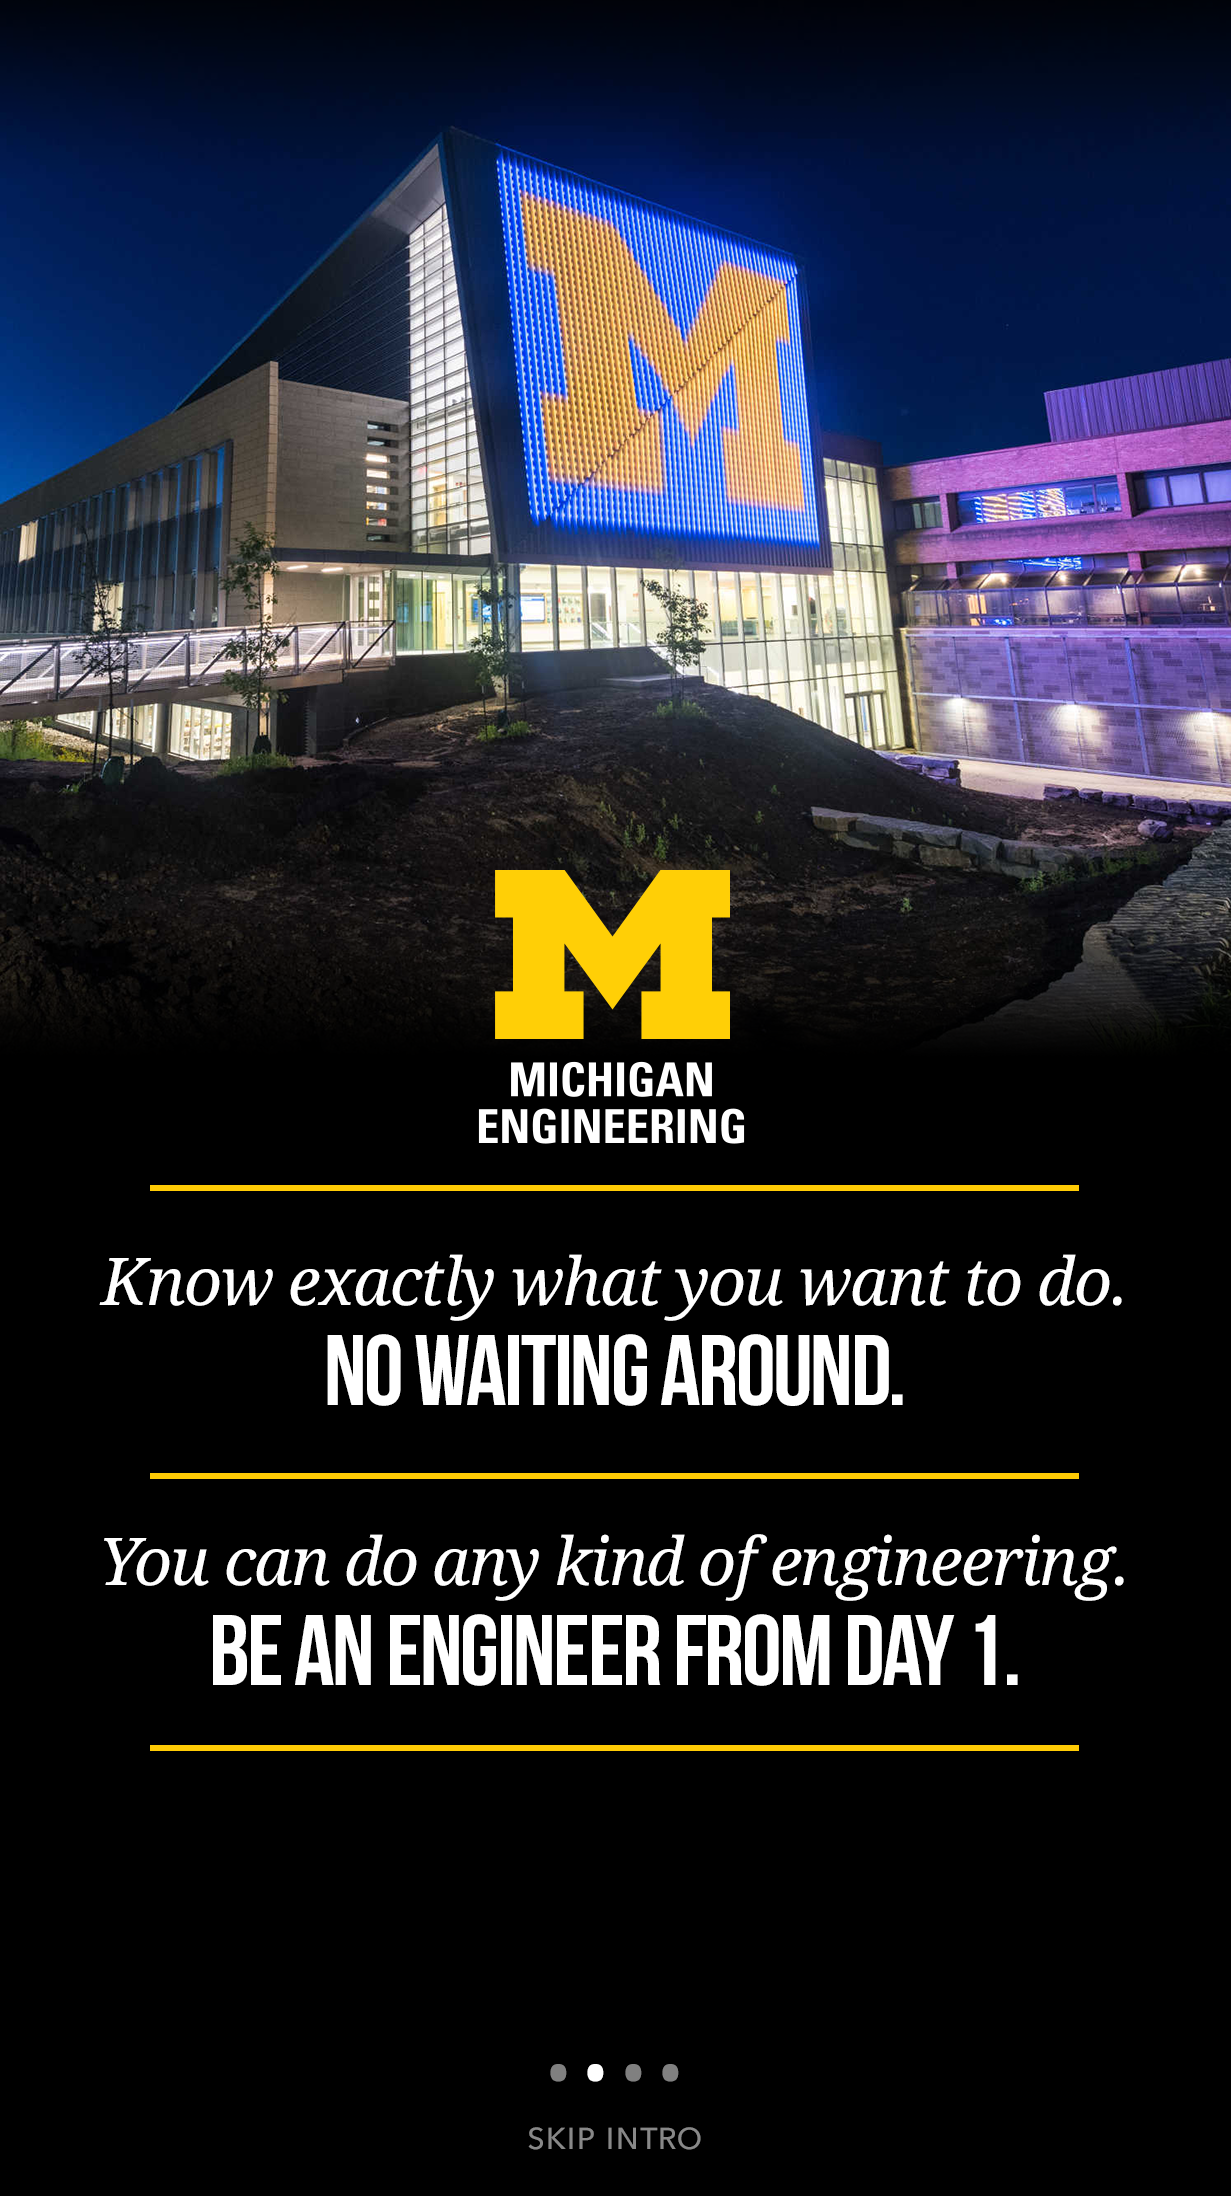 M
M
MICHIGAN
ENGINEERING
Know exactly what you want to do.
NO WAITING AROUND.
You can do any kind of engineering.
BE AN ENGINEER FROM DAY 1.
SKIP INTRO